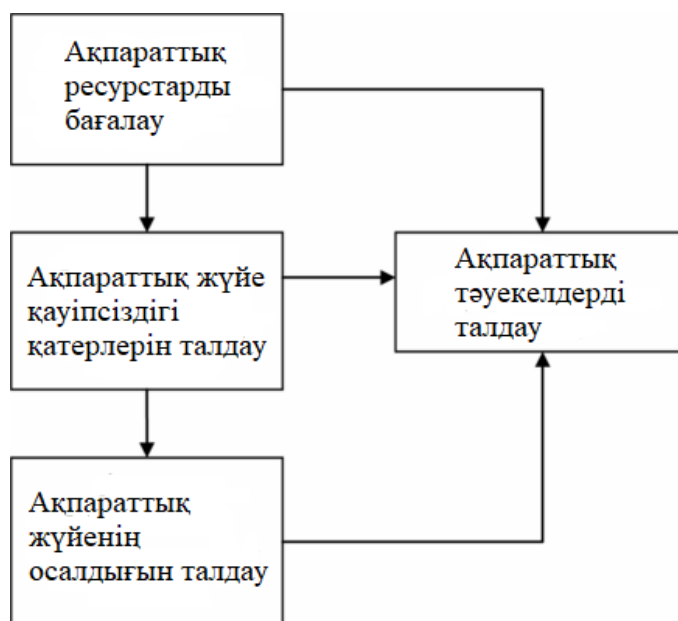 Ақпараттық
ресурстарды
бағалау
Ақпараттық жүйе
қауіпсіздігі
қатерлерін талдау
Ақпараттық
тәуекелдерді
талдау
Ақпараттық
жүйенің
осалдығын талдау